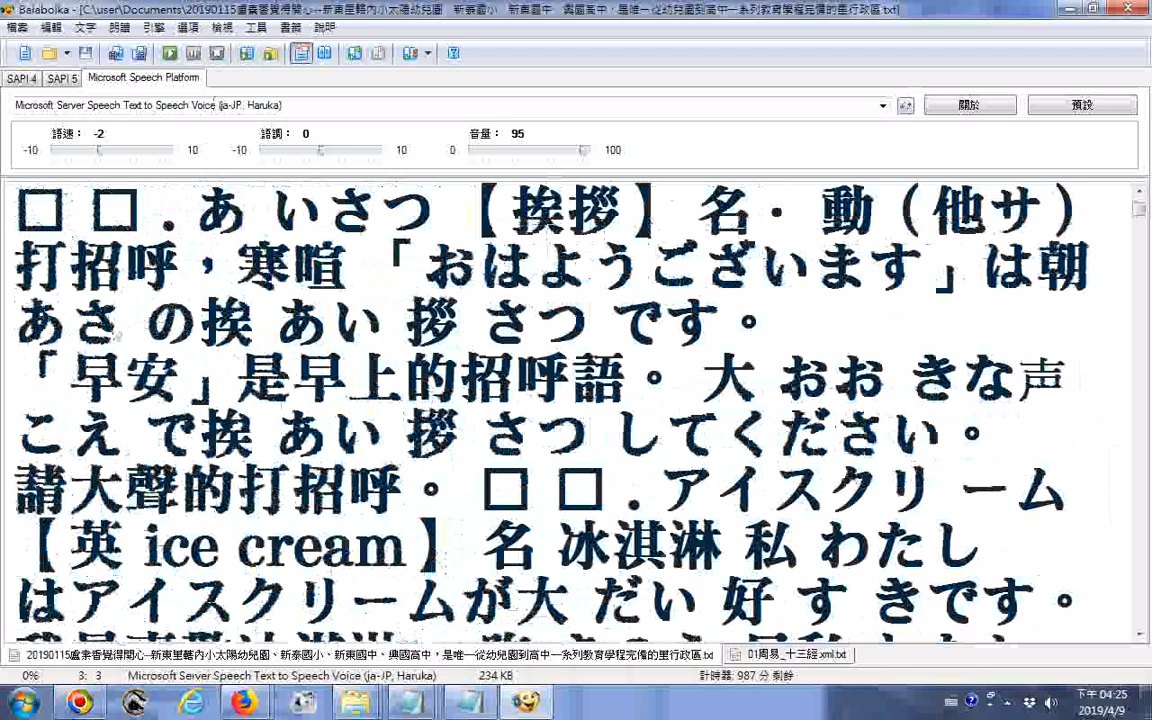 Balabolka - [C:\user\Documents\20190115盧素香覺得開心--新東里轄內小太陽幼兒園、新泰國小、新東國中、興國高中，是唯一從幼兒園到高中一系列教育學程完備的里行政區.txt]
檔案 編輯 文字 朗讀 引擎 選項 檢視 工具 書籤 說明
SAPI 4 SAPI 5 Microsoft Speech Platform
Microsoft Server Speech Text to Speech Voice (ja-JP, Haruka) 關於 預設
語速： -2 語調： 0 音量： 95
-10 10 -10 10 0 100
□ □ . あ いさつ 【挨拶】 名· 動（他サ）
打招呼，寒喧 「おはようございます」は朝
あさ の挨 あい 拶 さつ です。
「早安」是早上的招呼語。 大 おお きな声
こえ で挨 あい 拶 さつ してください。
請大聲的打招呼。 □ □ . アイスクリ ーム
【英 ice cream】 名 冰淇淋 私 わたし
はアイスクリームが大 だい 好 す きです。
20190115盧素香覺得開心--新東里轄內小太陽幼兒園、新泰國小、新東國中、興國高中，是唯一從幼兒園到高中一系列教育學程完備的里行政區.txt 01周易_十三經.xml.txt
0% 3: 3 Microsoft Server Speech Text to Speech Voice (ja-JP, Haruka) 234 KB 計時器: 987 分 剩餘
下午 04:25
2019/4/9